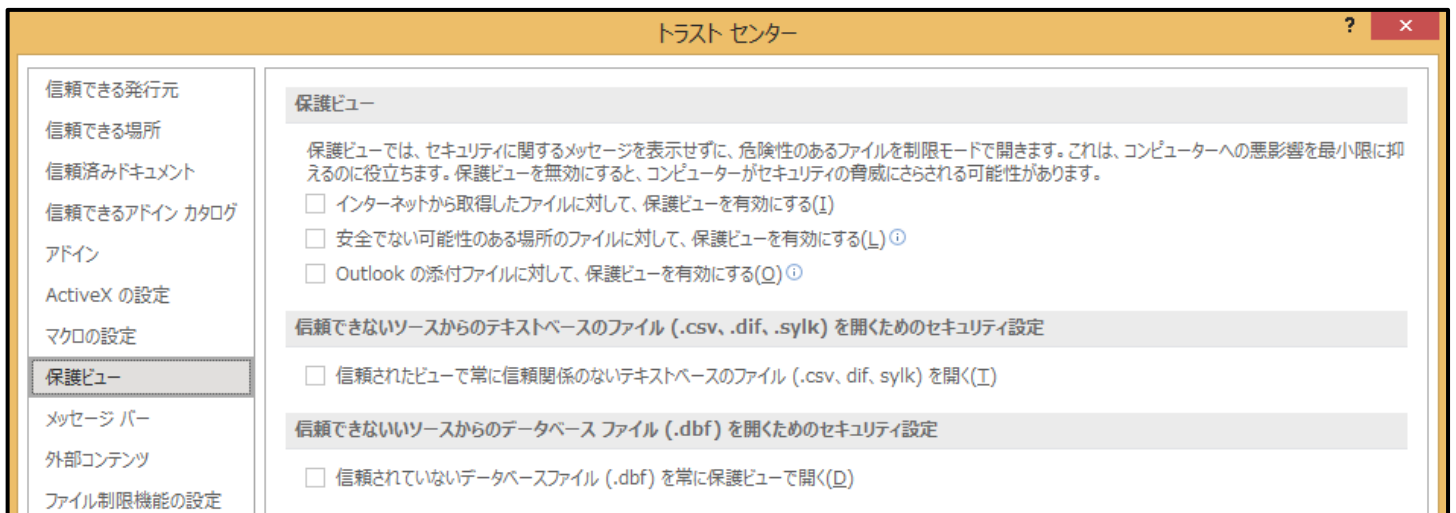 トラスト センター
?
×
信頼できる発行元
信頼できる場所
信頼済みドキュメント
信頼できるアドイン カタログ
アドイン
ActiveX の設定
マクロの設定
保護ビュー
メッセージ バー
外部コンテンツ
ファイル制限機能の設定
保護ビュー
保護ビューでは、セキュリティに関するメッセージを表示せずに、危険性のあるファイルを制限モードで開きます。これは、コンピューターへの悪影響を最小限に抑
えるのに役立ちます。保護ビューを無効にすると、コンピューターがセキュリティの脅威にさらされる可能性があります。
インターネットから取得したファイルに対して、保護ビューを有効にする(I)
安全でない可能性のある場所のファイルに対して、保護ビューを有効にする(L)
Outlook の添付ファイルに対して、保護ビューを有効にする(O)
信頼できないソースからのテキストベースのファイル (.csv、.dif、.sylk) を開くためのセキュリティ設定
信頼されたビューで常に信頼関係のないテキストベースのファイル (.csv、dif、sylk) を開く(T)
信頼できないいソースからのデータベース ファイル (.dbf) を開くためのセキュリティ設定
信頼されていないデータベースファイル (.dbf) を常に保護ビューで開く(D)